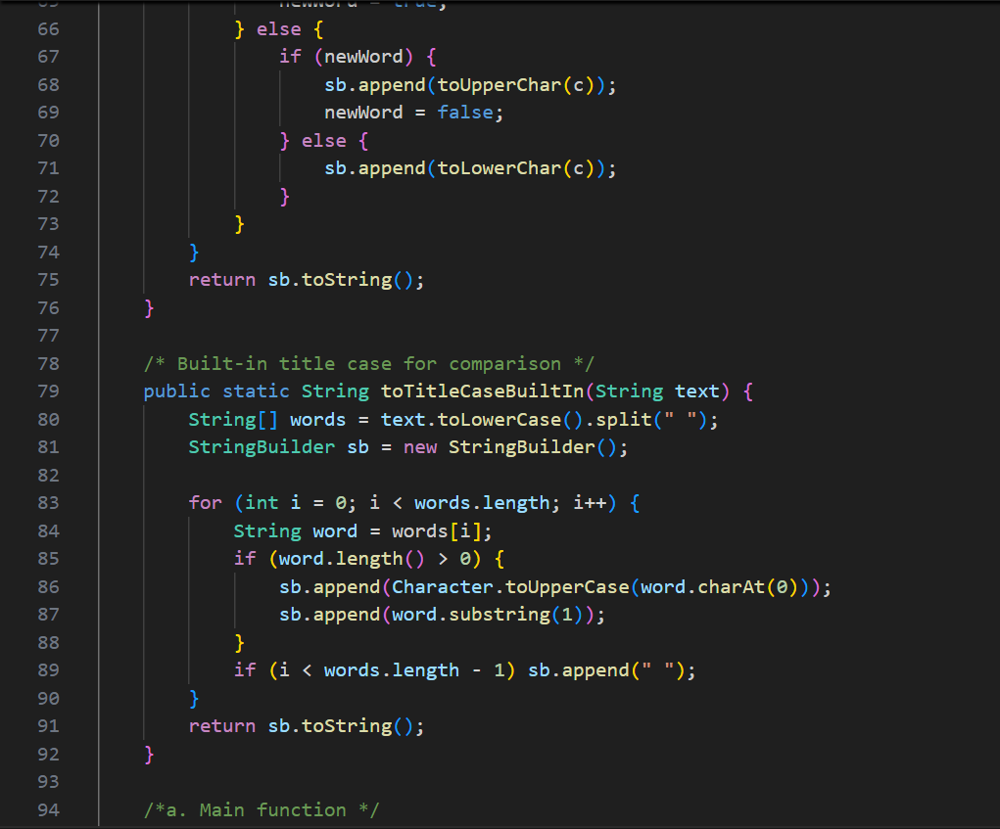 66 } else {
67 if (newWord) {
68 sb.append(toUpperChar(c));
69 newWord = false;
70 } else {
71 sb.append(toLowerChar(c));
72 }
73 }
74 }
75 return sb.toString();
76 }
77
78 /* Built-in title case for comparison */
79 public static String toTitleCaseBuiltIn(String text) {
80 String[] words = text.toLowerCase().split(" ");
81 StringBuilder sb = new StringBuilder();
82
83 for (int i = 0; i < words.length; i++) {
84 String word = words[i];
85 if (word.length() > 0) {
86 sb.append(Character.toUpperCase(word.charAt(0)));
87 sb.append(word.substring(1));
88 }
89 if (i < words.length - 1) sb.append(" ");
90 }
91 return sb.toString();
92 }
93
94 /*a. Main function */